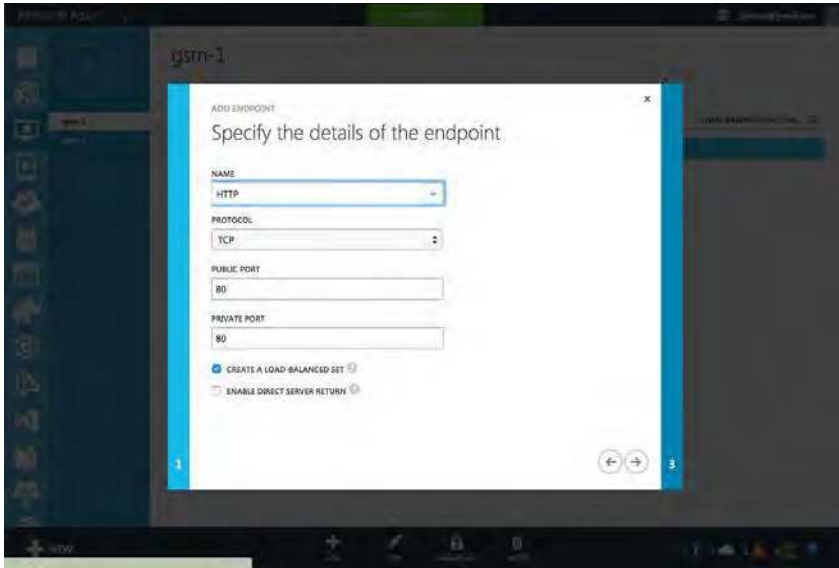 gsm-1
ADD ENDPOINT
x
Specify the details of the endpoint
NAME
HTTP
PROTOCOL
TCP
PUBLIC PORT
80
PRIVATE PORT
80
CREATE A LOAD-BALANCED SET
ENABLE DIRECT SERVER RETURN
1
3
NEW